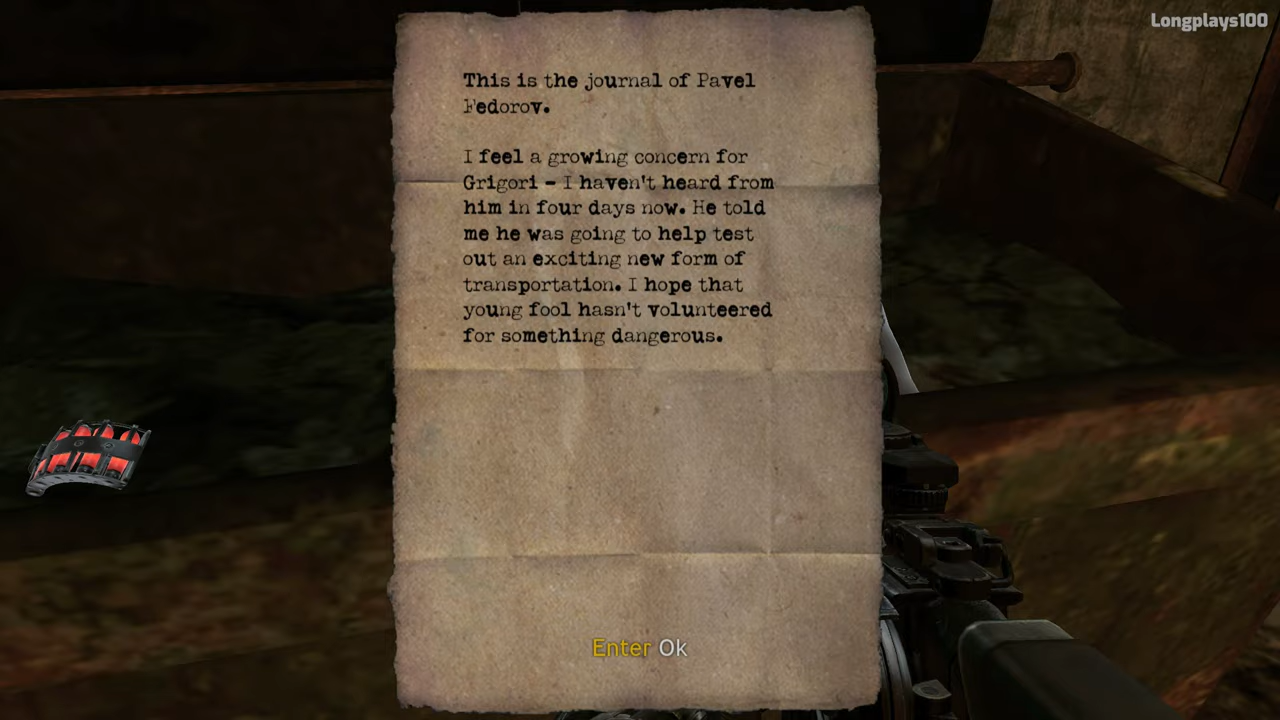 Longplays100
This is the journal of Pavel
Fedorov.
I feel a growing concern for
Grigori - I haven't heard from
him in four days now. He told
me he was going to help test
out an exciting new form of
transportation. I hope that
young fool hasn't volunteered
for something dangerous.
Enter Ok